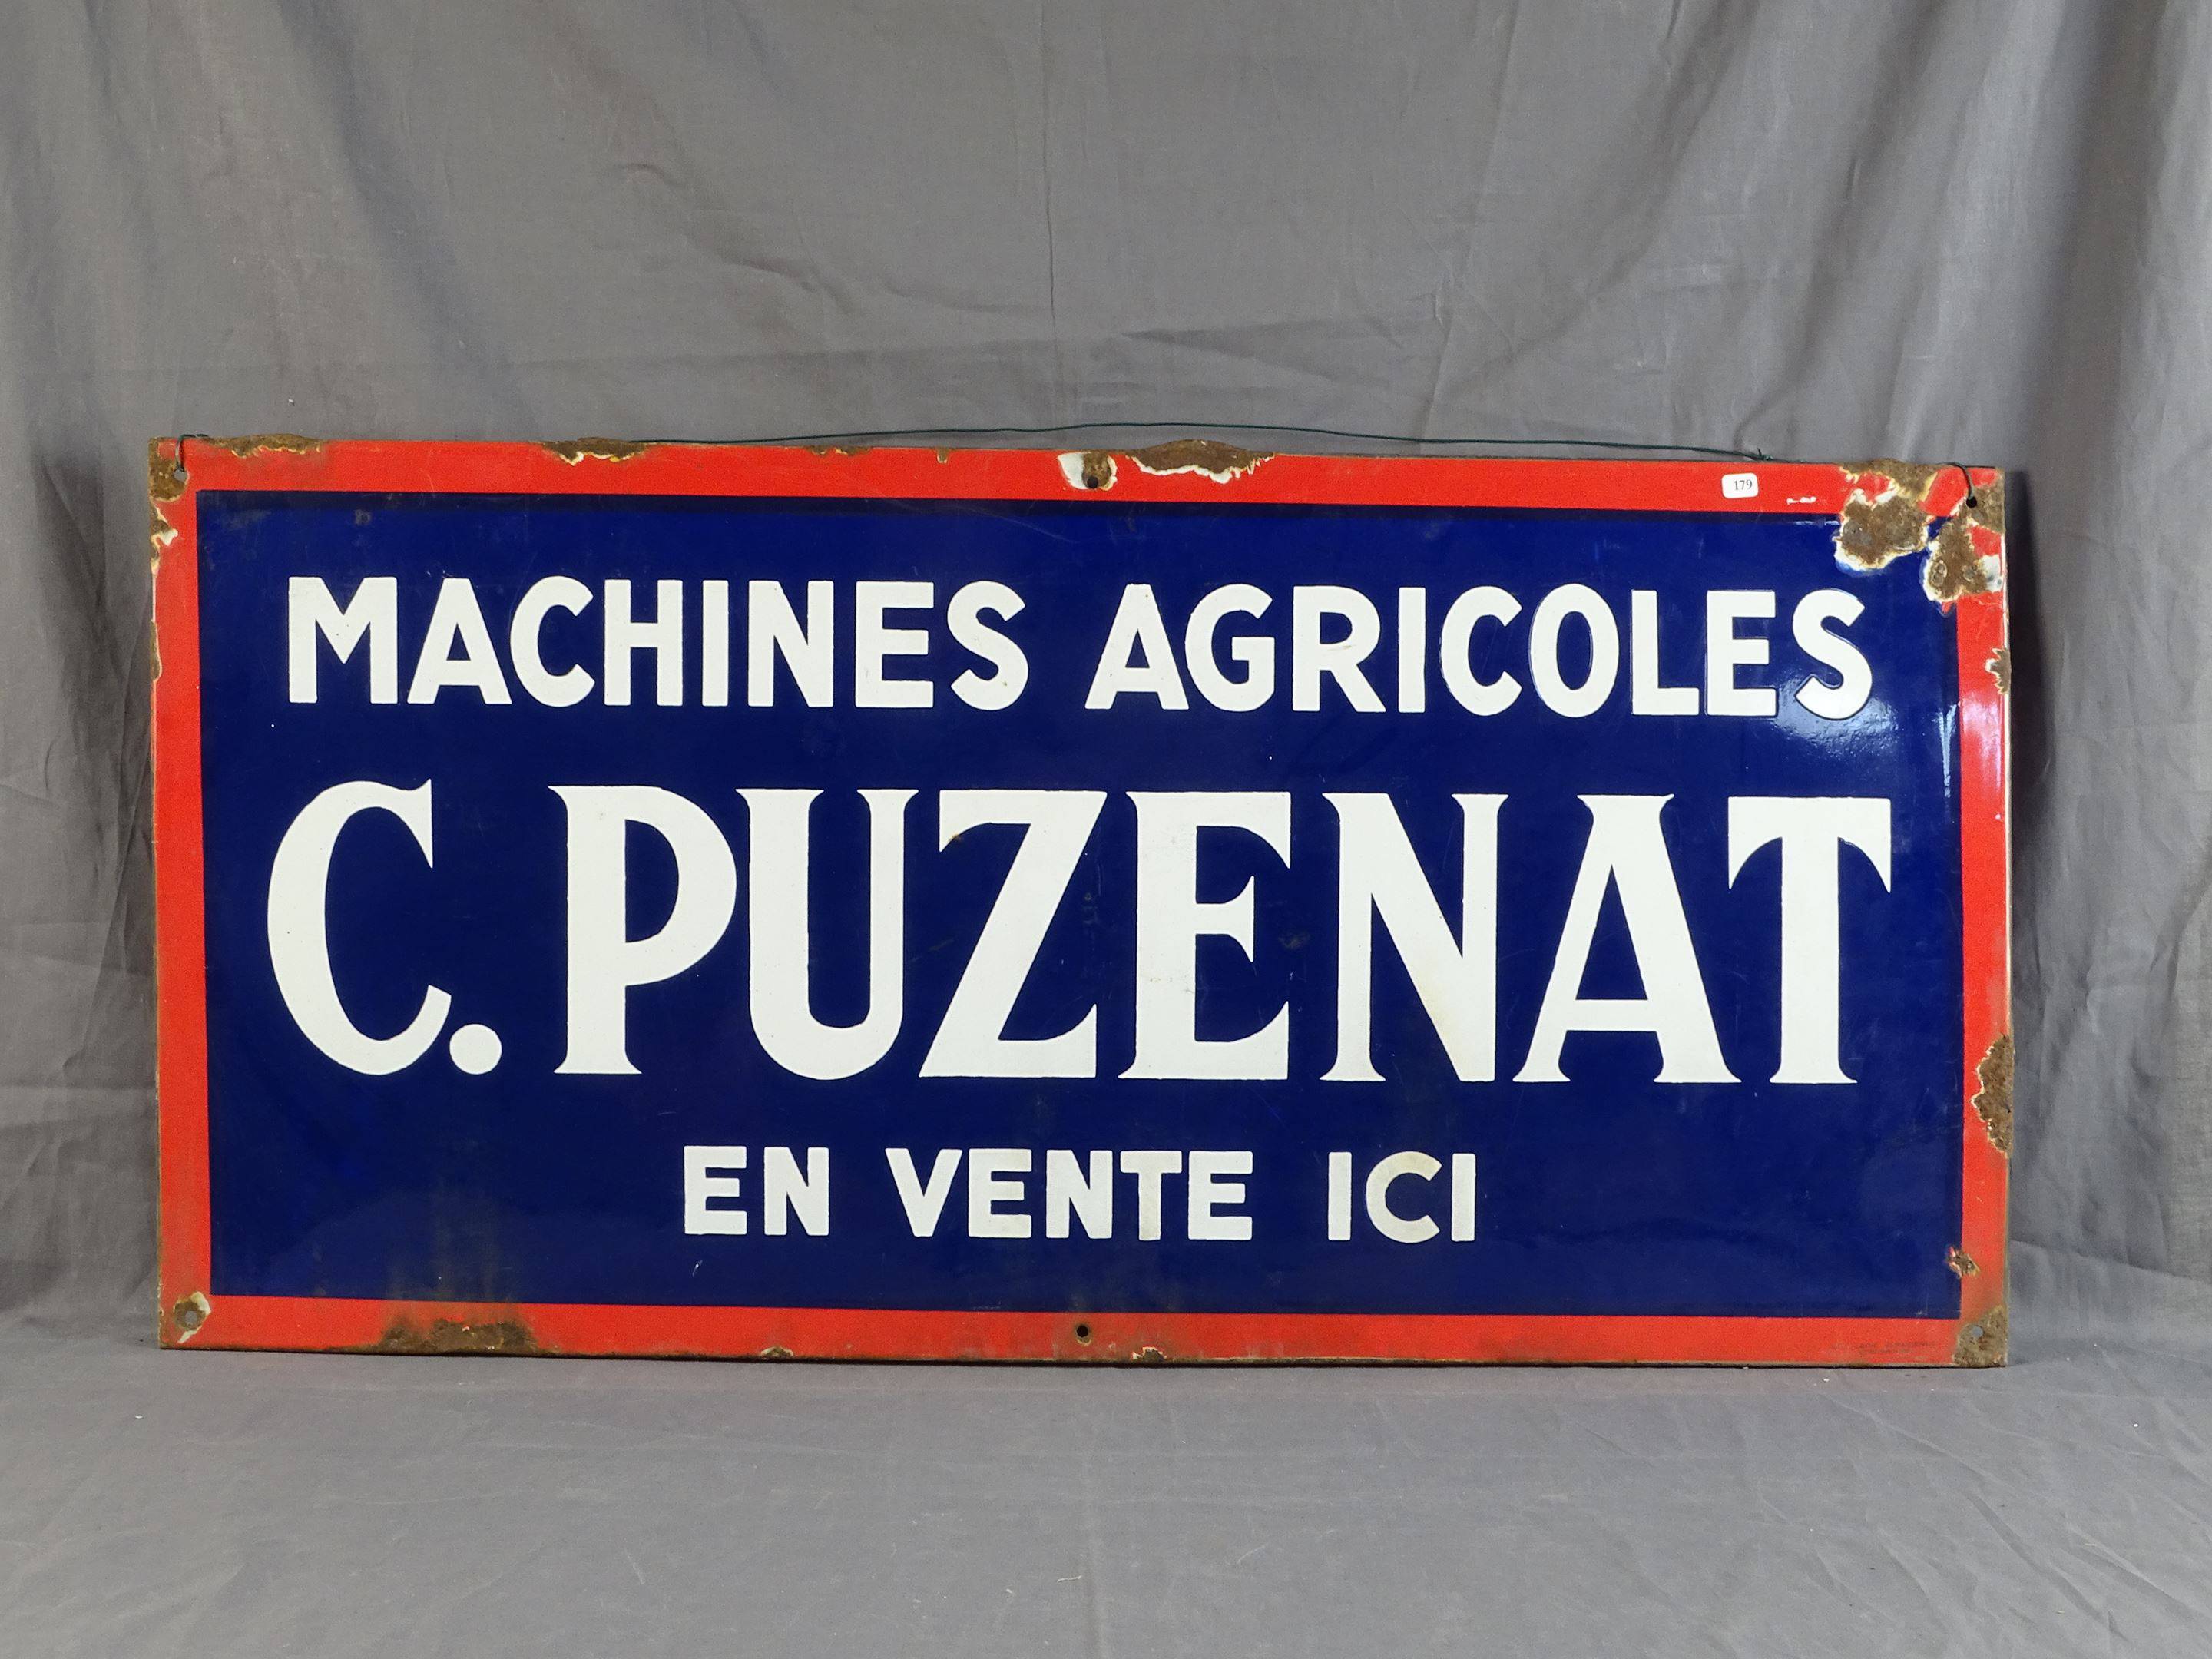 179
MACHINES AGRICOLES
C. PUZENAT
EN VENTE ICI